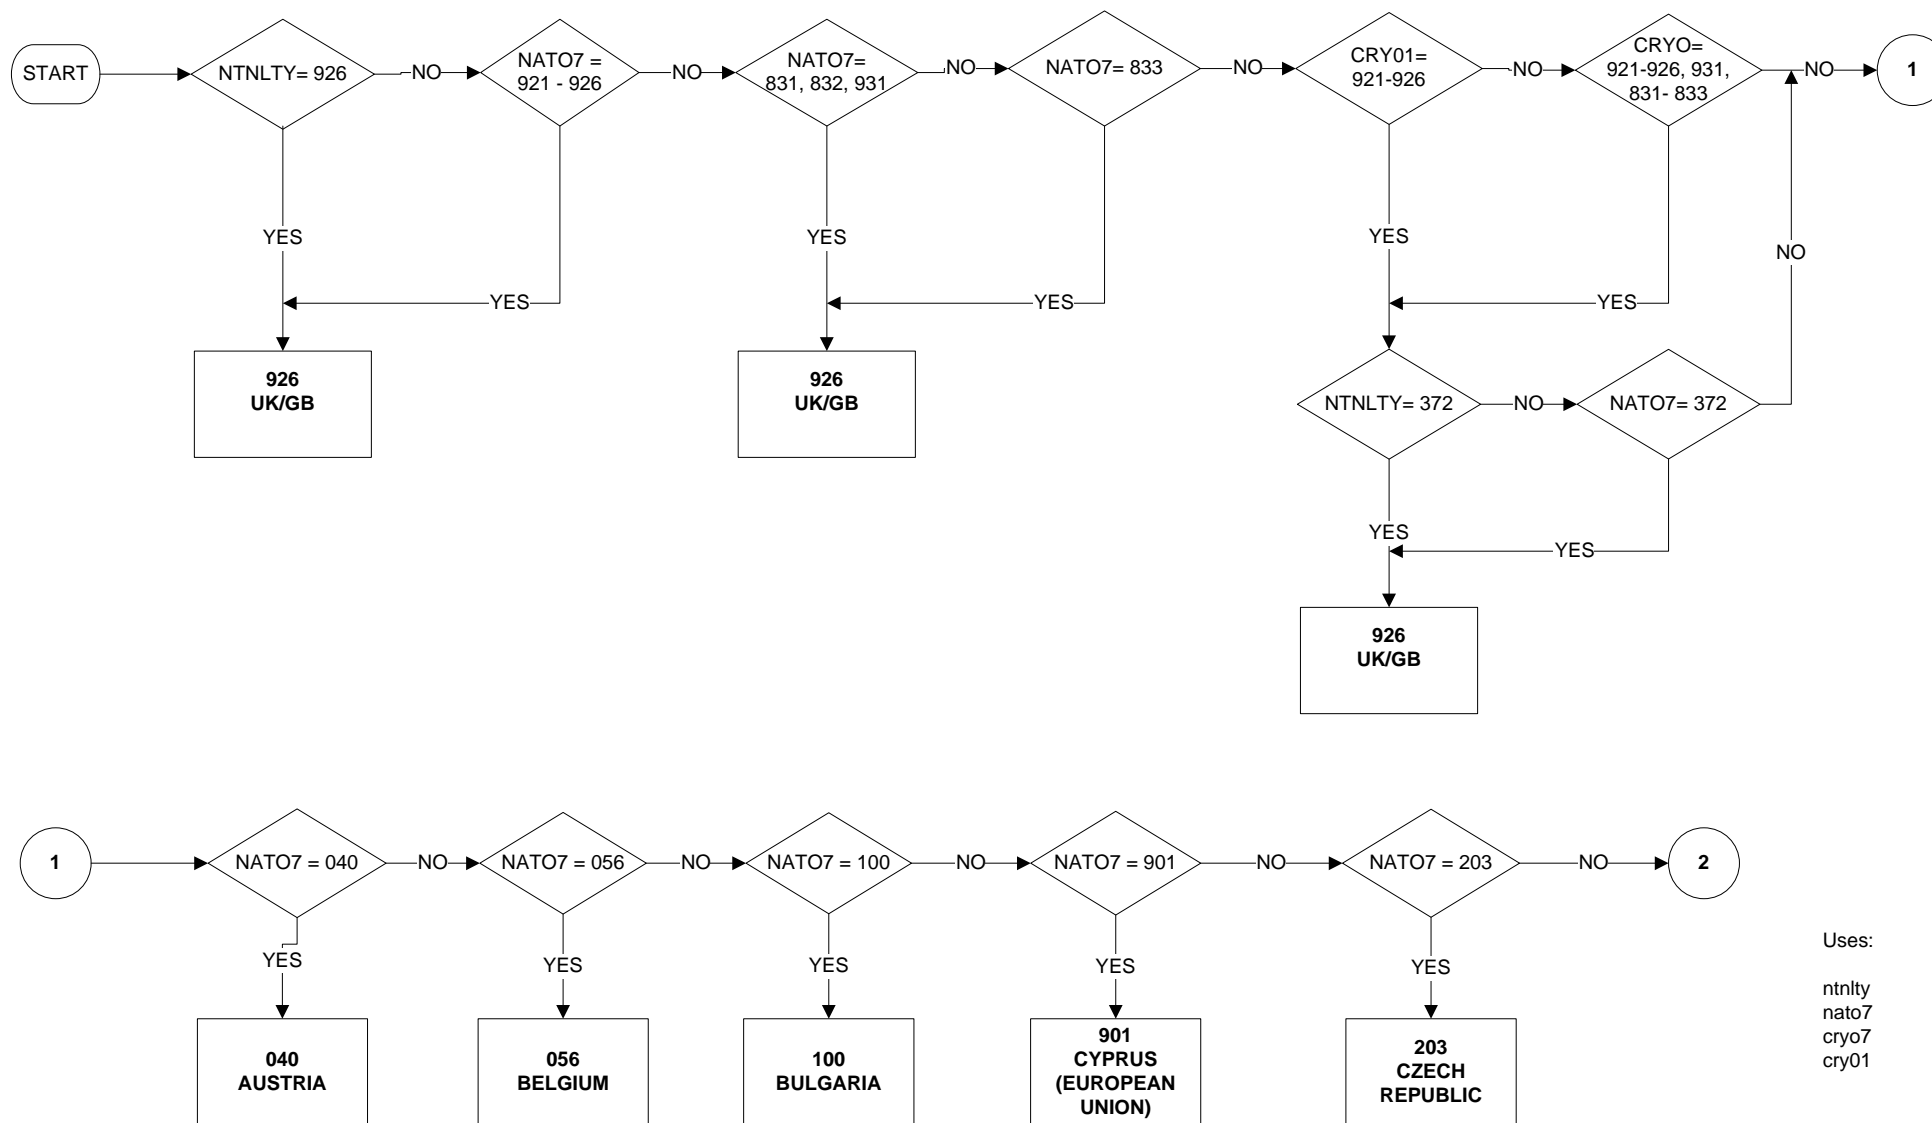 START
NTNLTY= 926
NO
NATO7 =
921 - 926
NO
NATO7=
831, 832, 931
NO
NATO7= 833
NO
CRY01=
921-926
NO
CRYO=
921-926, 931,
831- 833
NO
1
YES
YES
YES
YES
YES
YES
NO
926
UK/GB
926
UK/GB
NTNLTY= 372
NO
NATO7= 372
YES
YES
926
UK/GB
1
NATO7 = 040
NO
NATO7 = 056
NO
NATO7 = 100
NO
NATO7 = 901
NO
NATO7 = 203
NO
2
YES
YES
YES
YES
YES
040
AUSTRIA
056
BELGIUM
100
BULGARIA
901
CYPRUS
(EUROPEAN
UNION)
203
CZECH
REPUBLIC
Uses:
ntnlty
nato7
cryo7
cry01